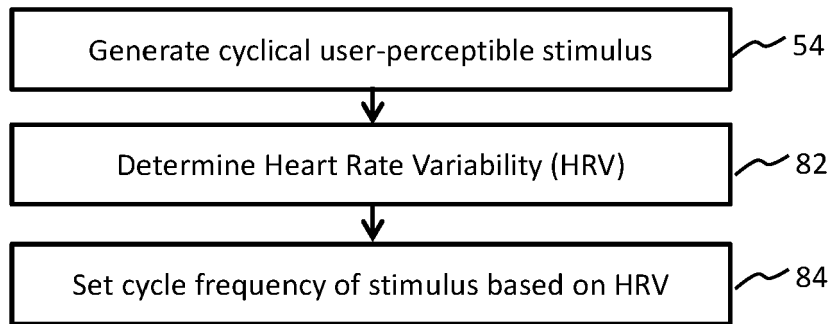 Generate cyclical user-perceptible stimulus
54
Determine Heart Rate Variability (HRV)
82
Set cycle frequency of stimulus based on HRV
84